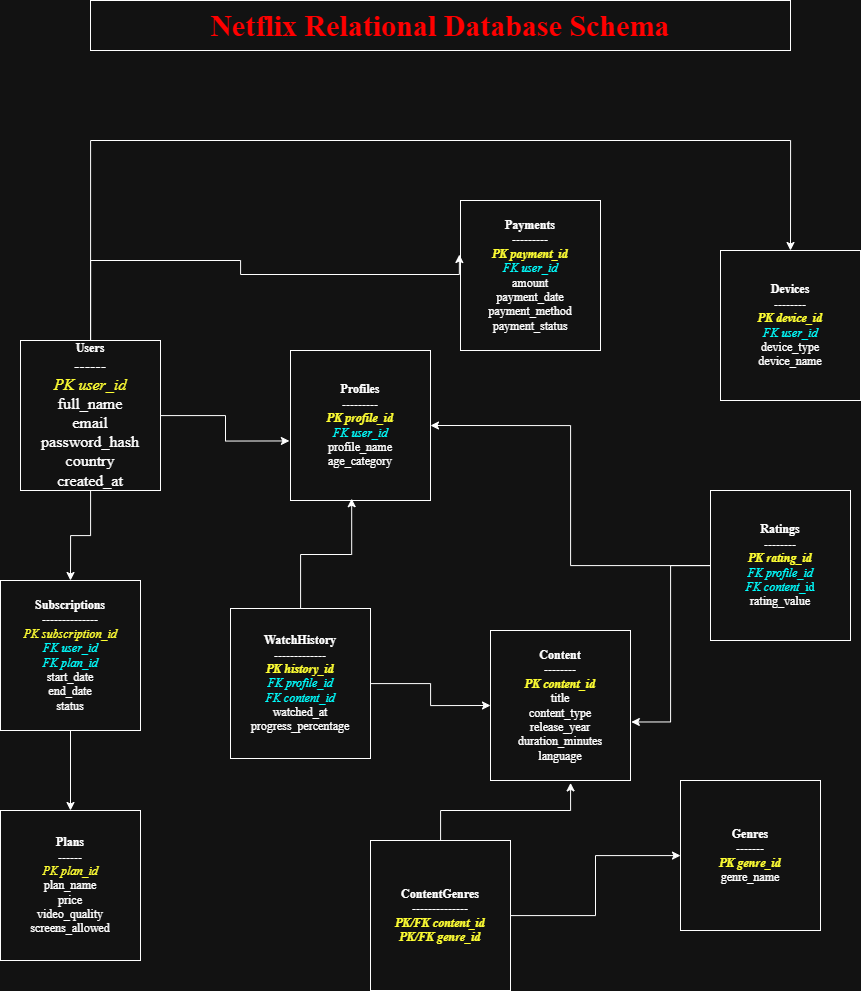 Netflix Relational Database Schema
Payments
---------
PK payment_id
FK user_id
amount
payment_date
payment_method
payment_status
Devices
--------
PK device_id
FK user_id
device_type
device_name
Users
------
PK user_id
full_name
email
password_hash
country
created_at
Profiles
---------
PK profile_id
FK user_id
profile_name
age_category
Ratings
--------
PK rating_id
FK profile_id
FK content_id
rating_value
Subscriptions
--------------
PK subscription_id
FK user_id
FK plan_id
start_date
end_date
status
WatchHistory
-------------
PK history_id
FK profile_id
FK content_id
watched_at
progress_percentage
Content
--------
PK content_id
title
content_type
release_year
duration_minutes
language
Plans
------
PK plan_id
plan_name
price
video_quality
screens_allowed
ContentGenres
--------------
PK/FK content_id
PK/FK genre_id
Genres
-------
PK genre_id
genre_name